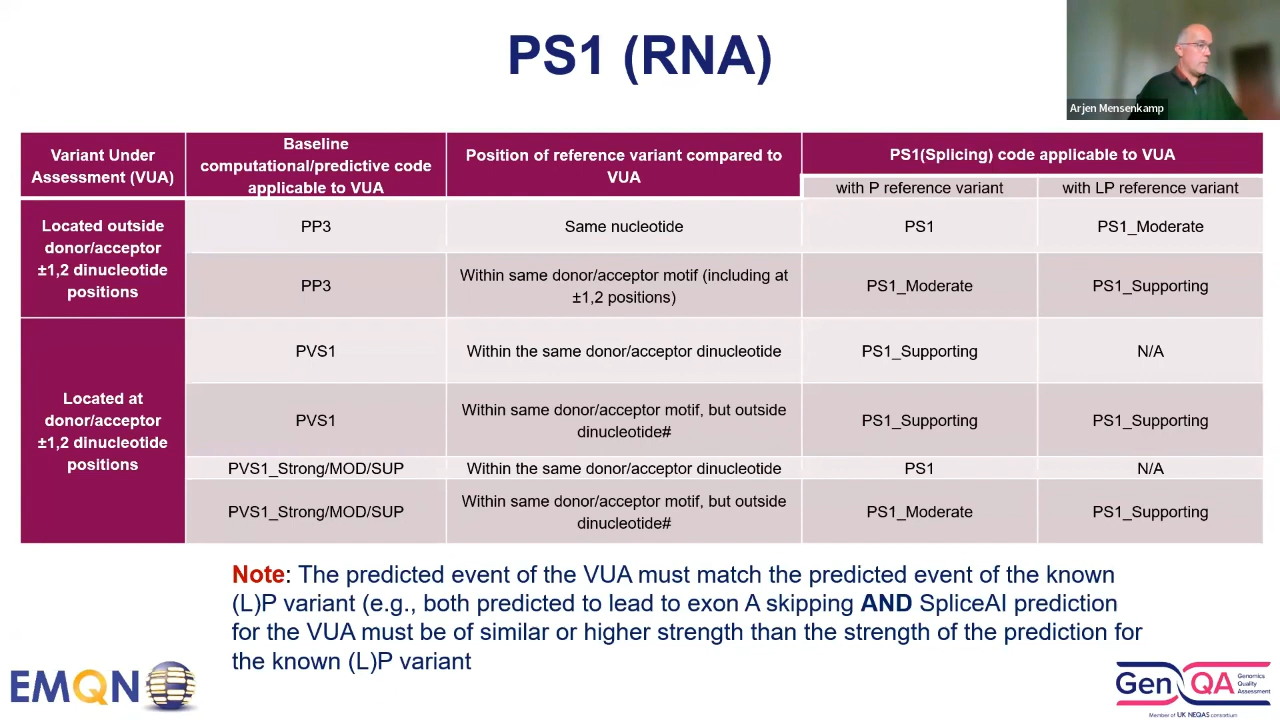 PS1 (RNA)
Arjen Mensenkamp
Variant Under
Assessment (VUA)
Baseline
computational/predictive code
applicable to VUA
Position of reference variant compared to
VUA
PS1(Splicing) code applicable to VUA
with P reference variant
with LP reference variant
Located outside
donor/acceptor
±1,2 dinucleotide
positions
PP3
Same nucleotide
PS1
PS1_Moderate
PP3
Within same donor/acceptor motif (including at
±1,2 positions)
PS1_Moderate
PS1_Supporting
Located at
donor/acceptor
±1,2 dinucleotide
positions
PVS1
Within the same donor/acceptor dinucleotide
PS1_Supporting
N/A
PVS1
Within same donor/acceptor motif, but outside
dinucleotide#
PS1_Supporting
PS1_Supporting
PVS1_Strong/MOD/SUP
Within the same donor/acceptor dinucleotide
PS1
N/A
PVS1_Strong/MOD/SUP
Within same donor/acceptor motif, but outside
dinucleotide#
PS1_Moderate
PS1_Supporting
Note: The predicted event of the VUA must match the predicted event of the known
(L)P variant (e.g., both predicted to lead to exon A skipping AND SpliceAI prediction
for the VUA must be of similar or higher strength than the strength of the prediction for
the known (L)P variant
EMQN
GenQA
Genomics
Quality
Assessment
Member of UK NEQAS consortium